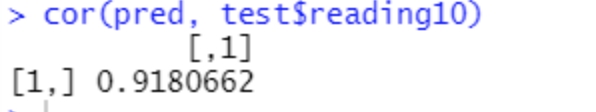 > cor(pred, test$reading10)
[,1]
[1,] 0.9180662
>